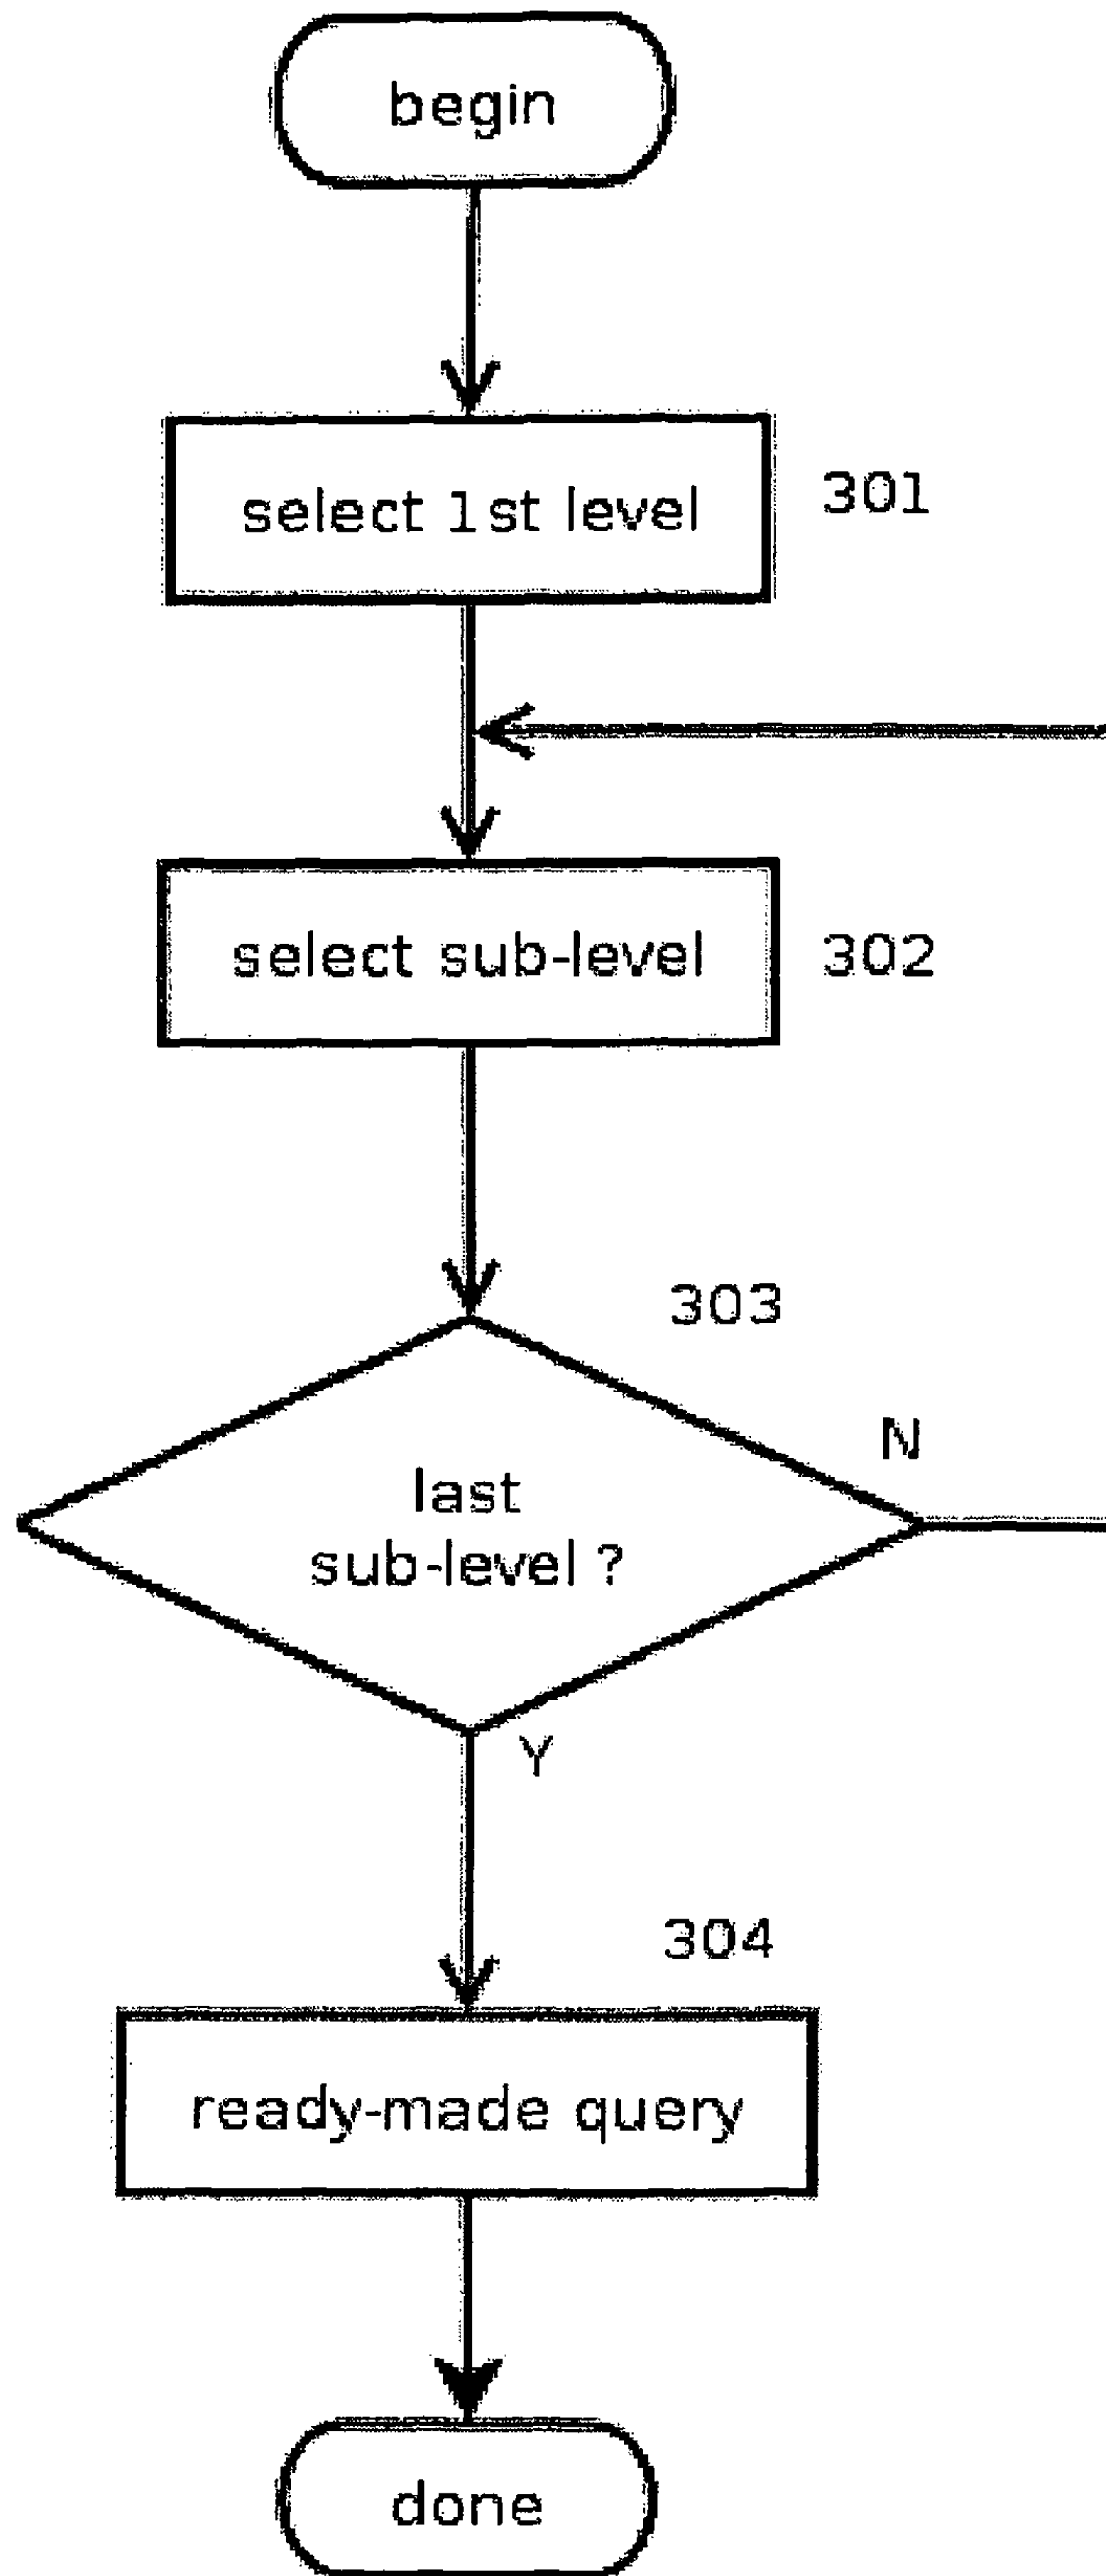 begin
select 1st level
301
select sub-level
302
303
N
last
sub-level ?
Y
304
ready-made query
done